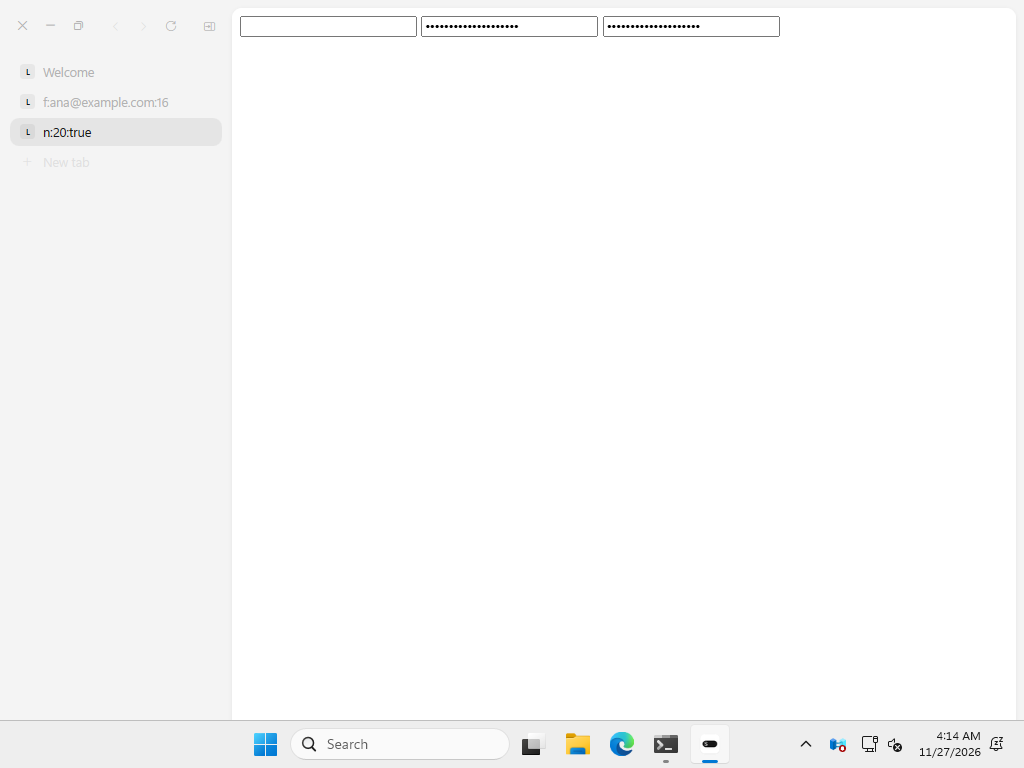 L Welcome
L f:ana@example.com:16
L n:20:true
+ New tab
•••••••••••••••••••• ••••••••••••••••••••
Search
4:14 AM
11/27/2026